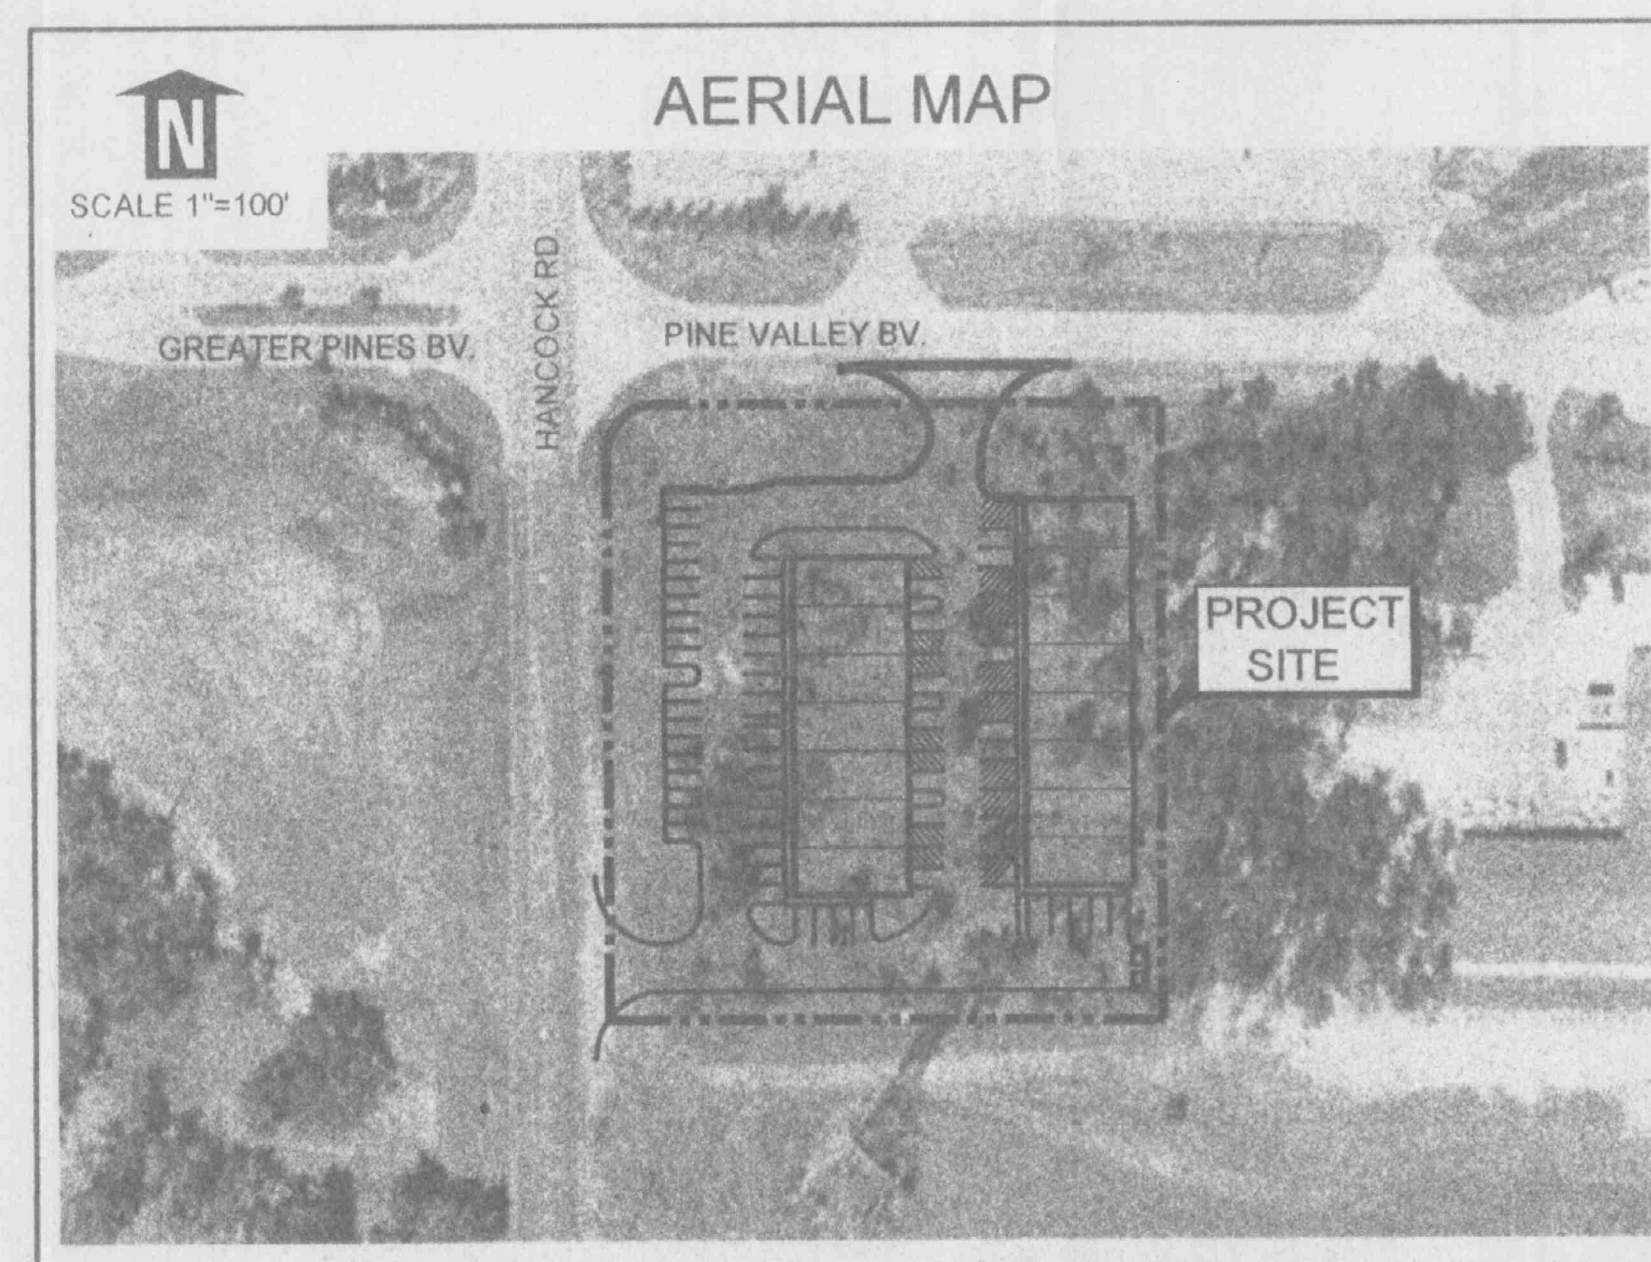 AERIAL MAP
N
SCALE 1"=100'
HANCOCK RD
GREATER PINES BV.
PINE VALLEY BV.
PROJECT
SITE